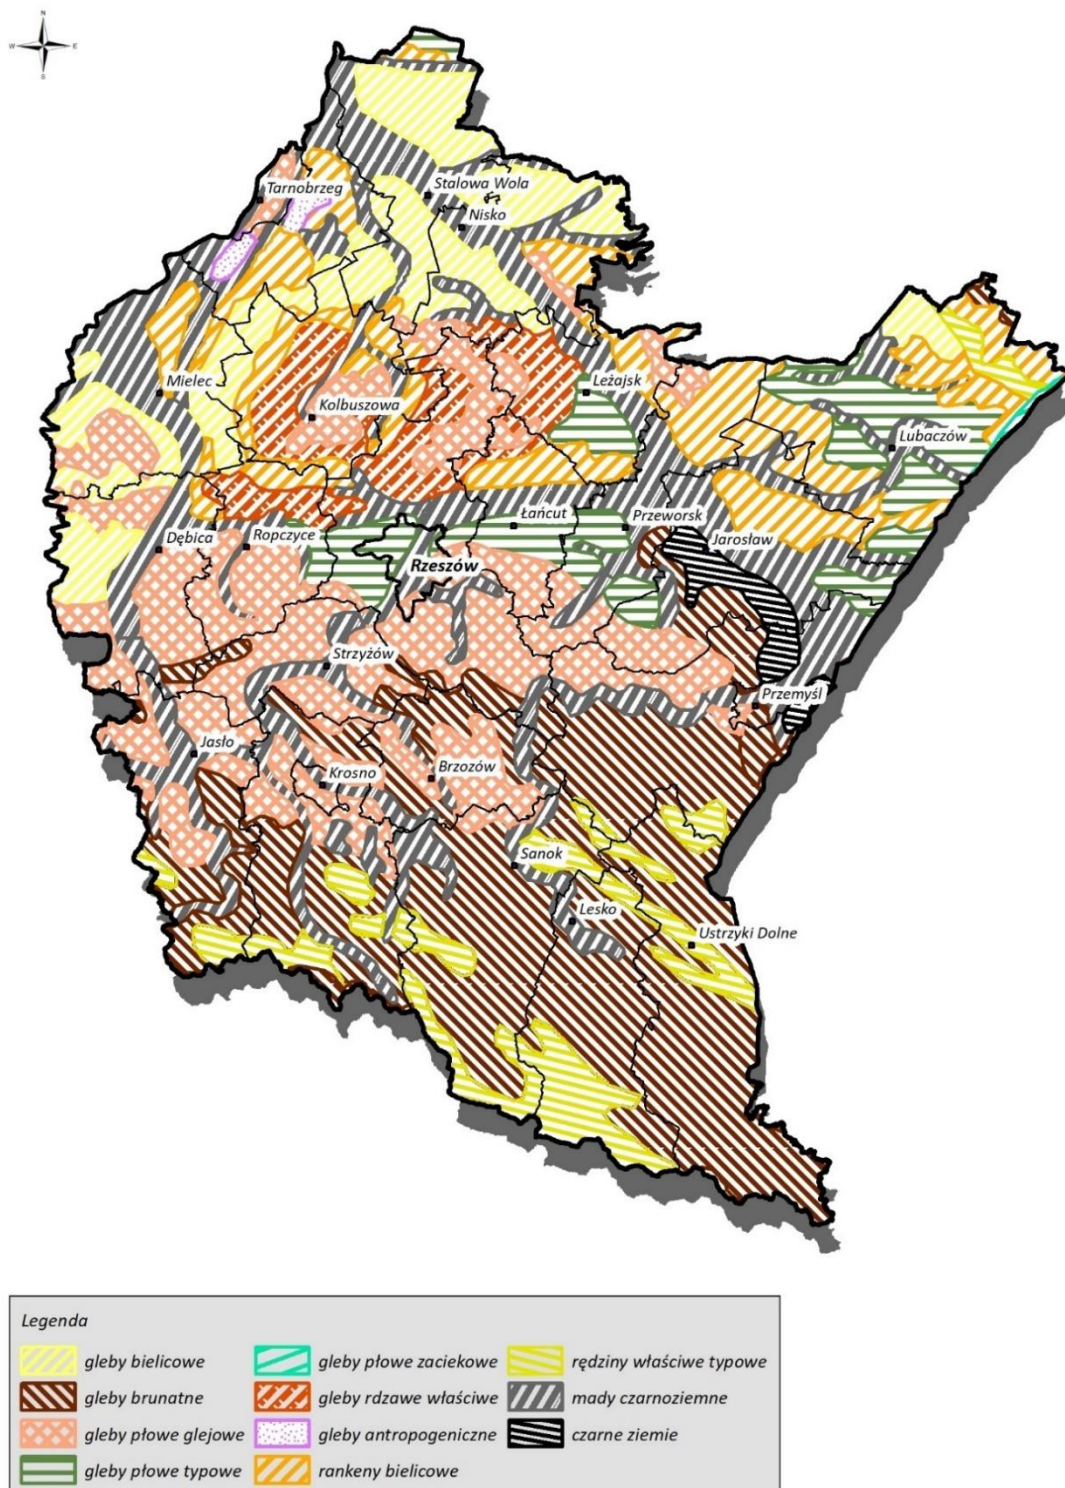 N
W E
S
Tarnobrzeg
Stalowa Wola
Nisko
Mielec
Leżajsk
Kolbuszowa
Lubaczów
Łańcut
Przeworsk
Dębica
Ropczyce
Jarosław
Rzeszów
Strzyżów
Przemyśl
Jasło
Krosno
Brzozów
Sanok
Lesko
Ustrzyki Dolne
Legenda
gleby bielicowe
gleby płowe zaciekowe
rędziny właściwe typowe
gleby brunatne
gleby rdzawe właściwe
mady czarnoziemne
gleby płowe glejowe
gleby antropogeniczne
czarne ziemie
gleby płowe typowe
rankeny bielicowe